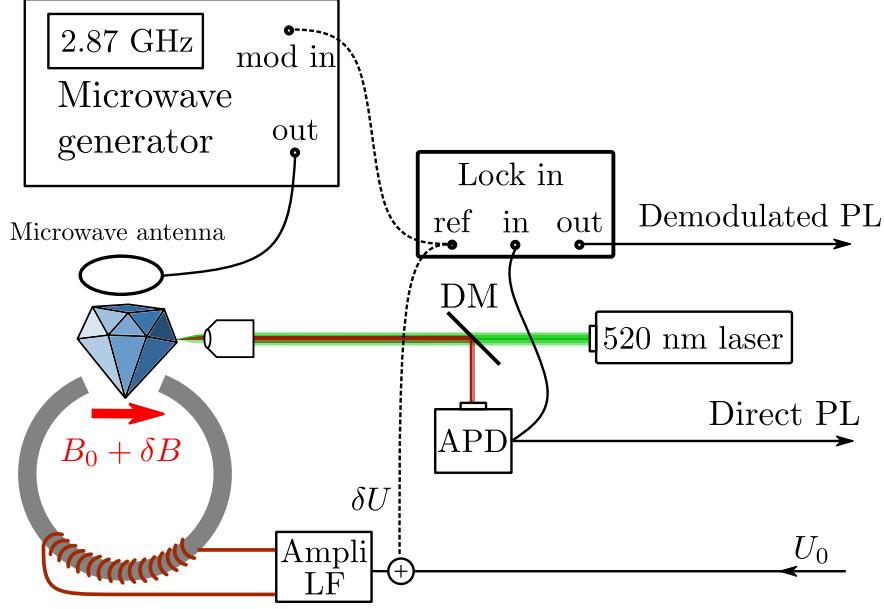 2.87 GHz
mod in
Microwave
generator
out
Lock in
ref in out
Demodulated PL
Microwave antenna
DM
520 nm laser
Direct PL
APD
B₀ + δB
δU
U₀
Ampli
LF
+